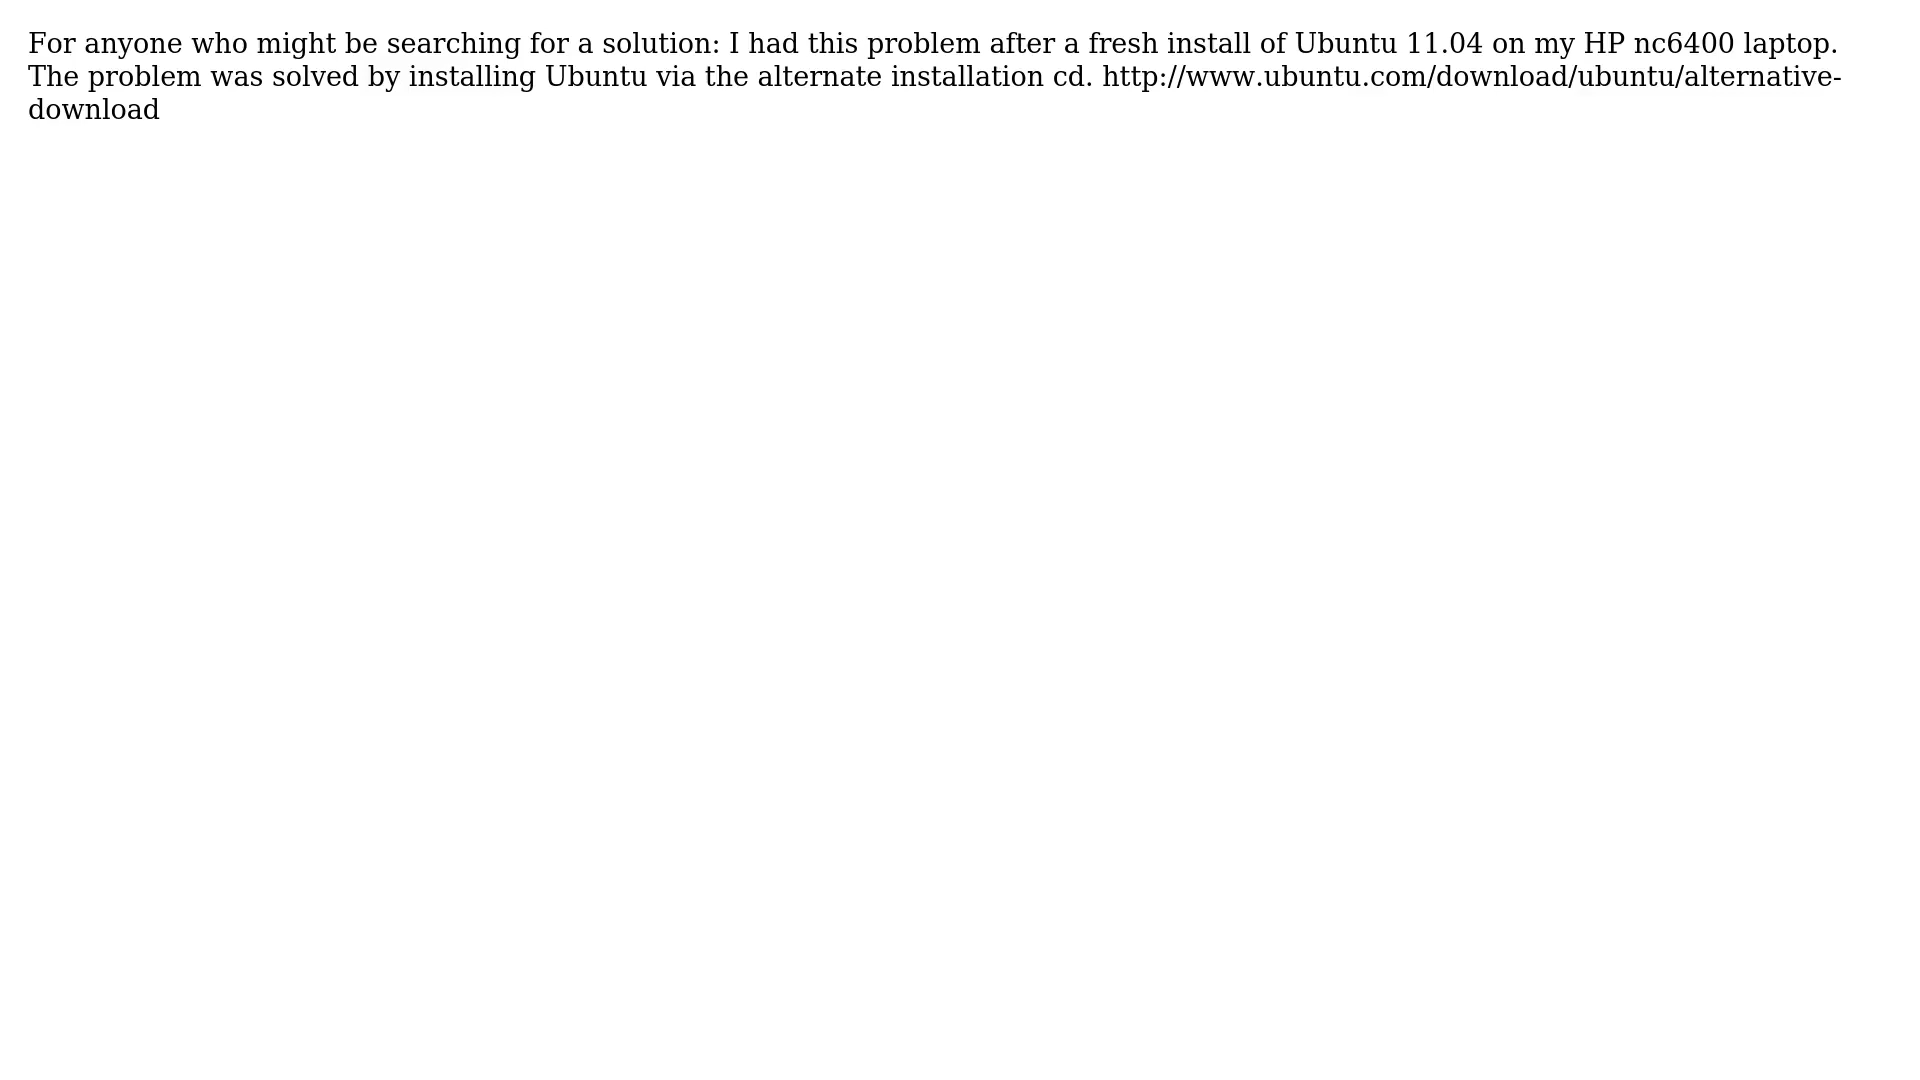 For anyone who might be searching for a solution: I had this problem after a fresh install of Ubuntu 11.04 on my HP nc6400 laptop.
The problem was solved by installing Ubuntu via the alternate installation cd. http://www.ubuntu.com/download/ubuntu/alternative-
download